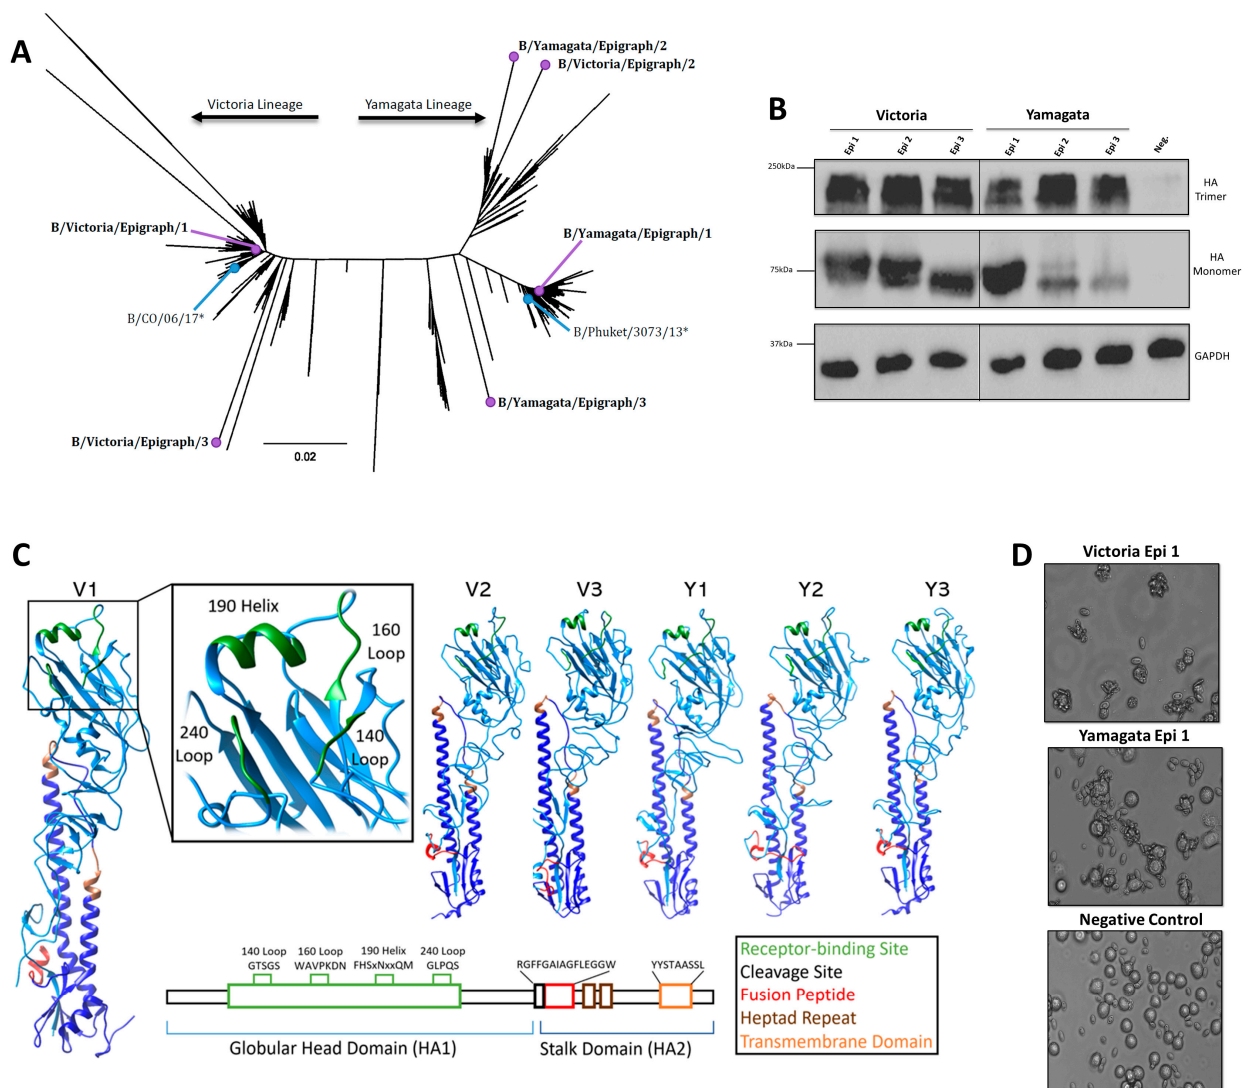 A
B/Yamagata/Epigraph/2
B/Victoria/Epigraph/2
Victoria Lineage
Yamagata Lineage
B/Victoria/Epigraph/1
B/Yamagata/Epigraph/1
B/CO/06/17*
B/Phuket/3073/13*
B/Yamagata/Epigraph/3
B/Victoria/Epigraph/3
0.02
B
Victoria
Yamagata
Epi 1
Epi 2
Epi 3
Epi 1
Epi 2
Epi 3
Neg.
250kDa
HA
Trimer
75kDa
HA
Monomer
37kDa
GAPDH
C
V1
190 Helix
160
Loop
240
Loop
140
Loop
V2
V3
Y1
Y2
Y3
140 Loop
GTSGS
160 Loop
WAVPKDN
190 Helix
FHSxNxxQM
240 Loop
GLPQS
RGFFGAIAGFLEGGW
YYSTAASSL
Globular Head Domain (HA1)
Stalk Domain (HA2)
Receptor-binding Site
Cleavage Site
Fusion Peptide
Heptad Repeat
Transmembrane Domain
D
Victoria Epi 1
Yamagata Epi 1
Negative Control